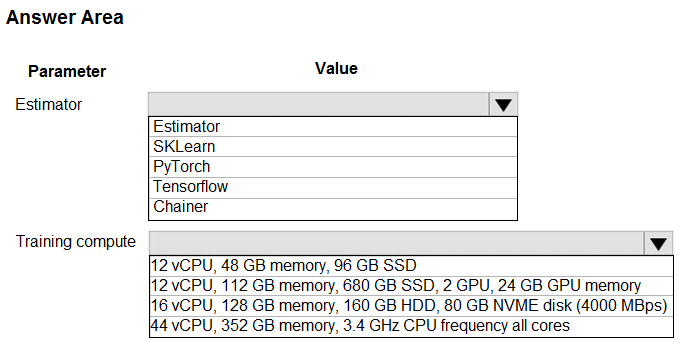 Answer Area
Parameter Value
Estimator
Estimator
SKLearn
PyTorch
Tensorflow
Chainer
Training compute
12 vCPU, 48 GB memory, 96 GB SSD
12 vCPU, 112 GB memory, 680 GB SSD, 2 GPU, 24 GB GPU memory
16 vCPU, 128 GB memory, 160 GB HDD, 80 GB NVME disk (4000 MBps)
44 vCPU, 352 GB memory, 3.4 GHz CPU frequency all cores